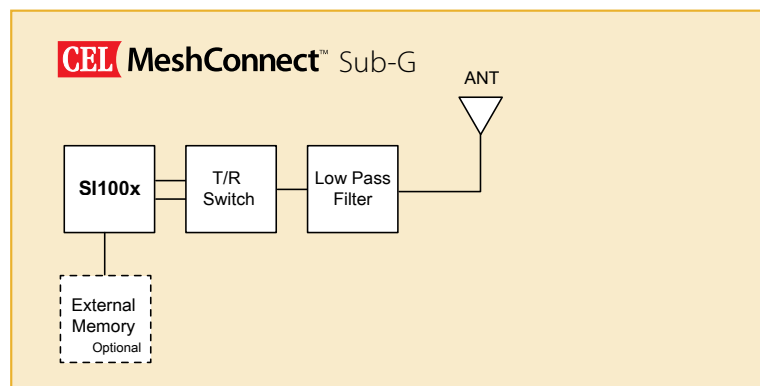 CEL MeshConnect™ Sub-G
ANT
SI100x
T/R
Switch
Low Pass
Filter
External
Memory
Optional